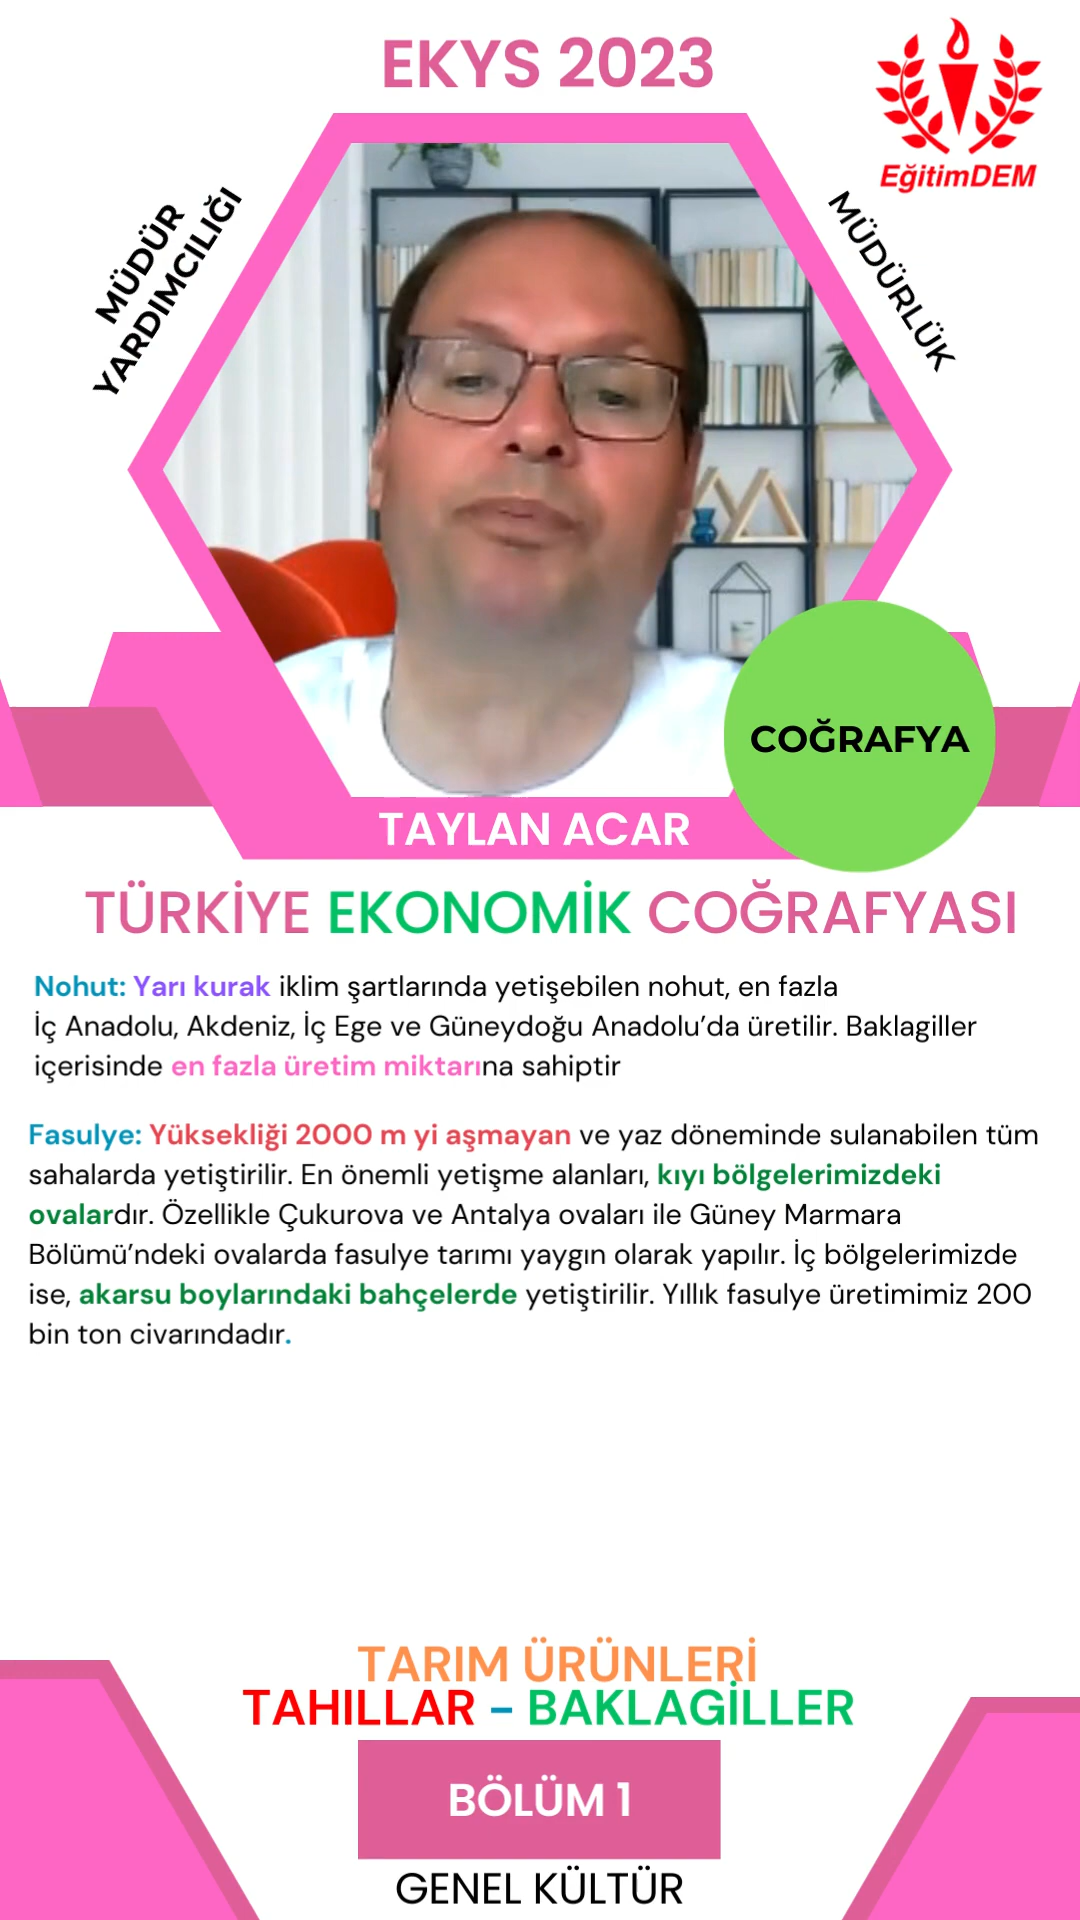 EKYS 2023
EğitimDEM
MÜDÜR
YARDIMCILIĞI
MÜDÜRLÜK
COĞRAFYA
TAYLAN ACAR
TÜRKİYE EKONOMİK COĞRAFYASI
Nohut: Yarı kurak iklim şartlarında yetişebilen nohut, en fazla
İç Anadolu, Akdeniz, İç Ege ve Güneydoğu Anadolu’da üretilir. Baklagiller
içerisinde en fazla üretim miktarına sahiptir
Fasulye: Yüksekliği 2000 m yi aşmayan ve yaz döneminde sulanabilen tüm
sahalarda yetiştirilir. En önemli yetişme alanları, kıyı bölgelerimizdeki
ovalardır. Özellikle Çukurova ve Antalya ovaları ile Güney Marmara
Bölümü’ndeki ovalarda fasulye tarımı yaygın olarak yapılır. İç bölgelerimizde
ise, akarsu boylarındaki bahçelerde yetiştirilir. Yıllık fasulye üretimimiz 200
bin ton civarındadır.
TARIM ÜRÜNLERİ
TAHILLAR - BAKLAGİLLER
BÖLÜM 1
GENEL KÜLTÜR